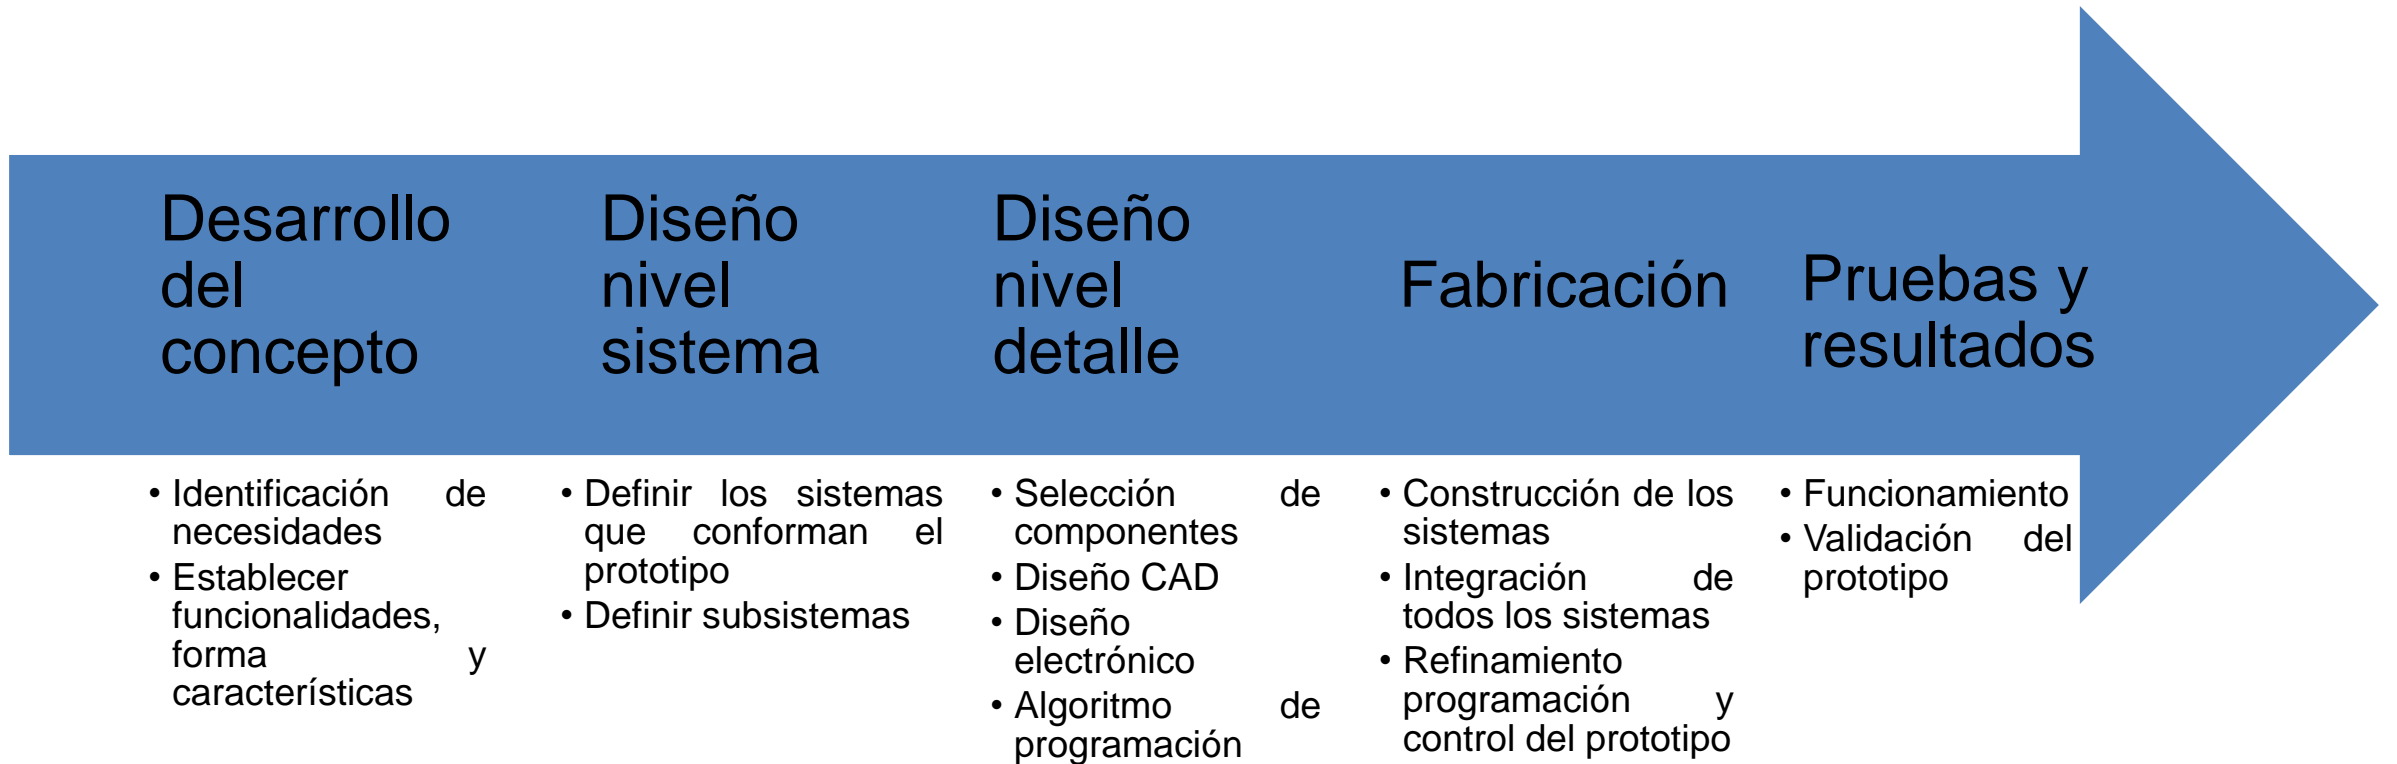 Desarrollo
del
concepto
• Identificación de
necesidades
• Establecer
funcionalidades,
forma y
características
Diseño
nivel
sistema
• Definir los sistemas
que conforman el
prototipo
• Definir subsistemas
Diseño
nivel
detalle
• Selección de
componentes
• Diseño CAD
• Diseño
electrónico
• Algoritmo de
programación
Fabricación
• Construcción de los
sistemas
• Integración de
todos los sistemas
• Refinamiento
programación y
control del prototipo
Pruebas y
resultados
• Funcionamiento
• Validación del
prototipo